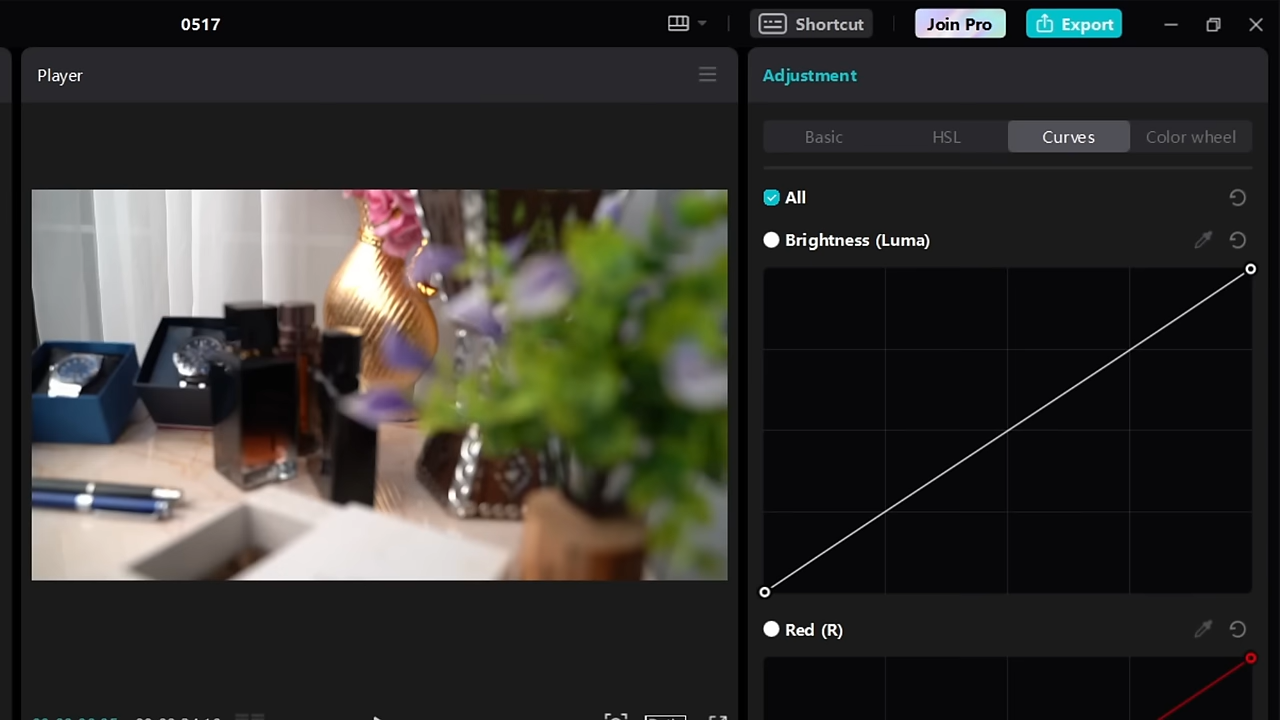 0517
Shortcut
Join Pro
Export
Player
Adjustment
Basic
HSL
Curves
Color wheel
All
Brightness (Luma)
Red (R)